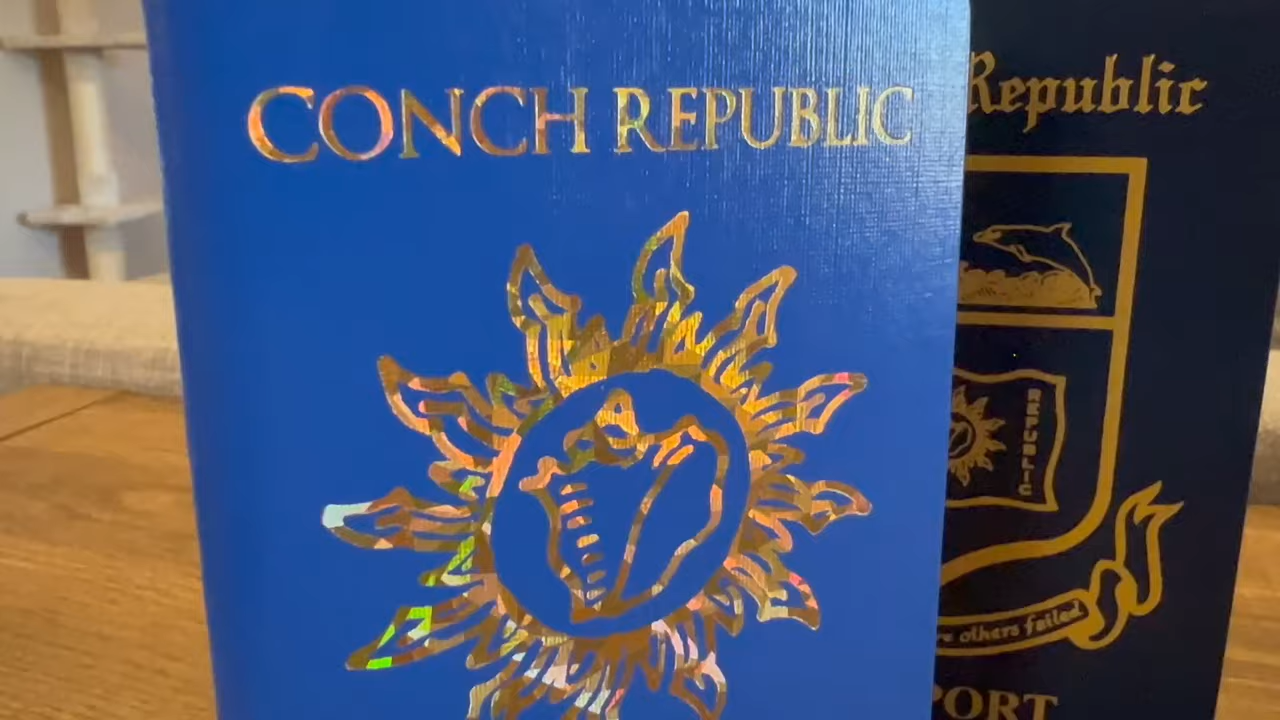 CONCH REPUBLIC
Republic
REPUBLIC
others failed
PORT